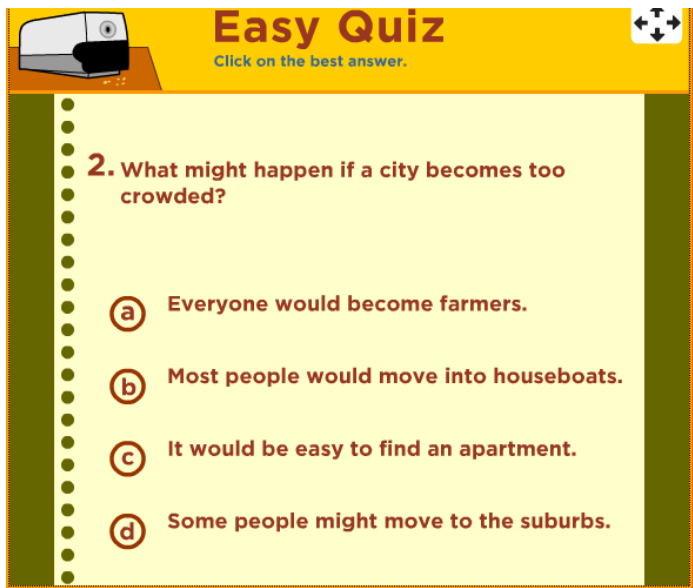 Easy Quiz
Click on the best answer.
2. What might happen if a city becomes too
crowded?
a Everyone would become farmers.
b Most people would move into houseboats.
c It would be easy to find an apartment.
d Some people might move to the suburbs.